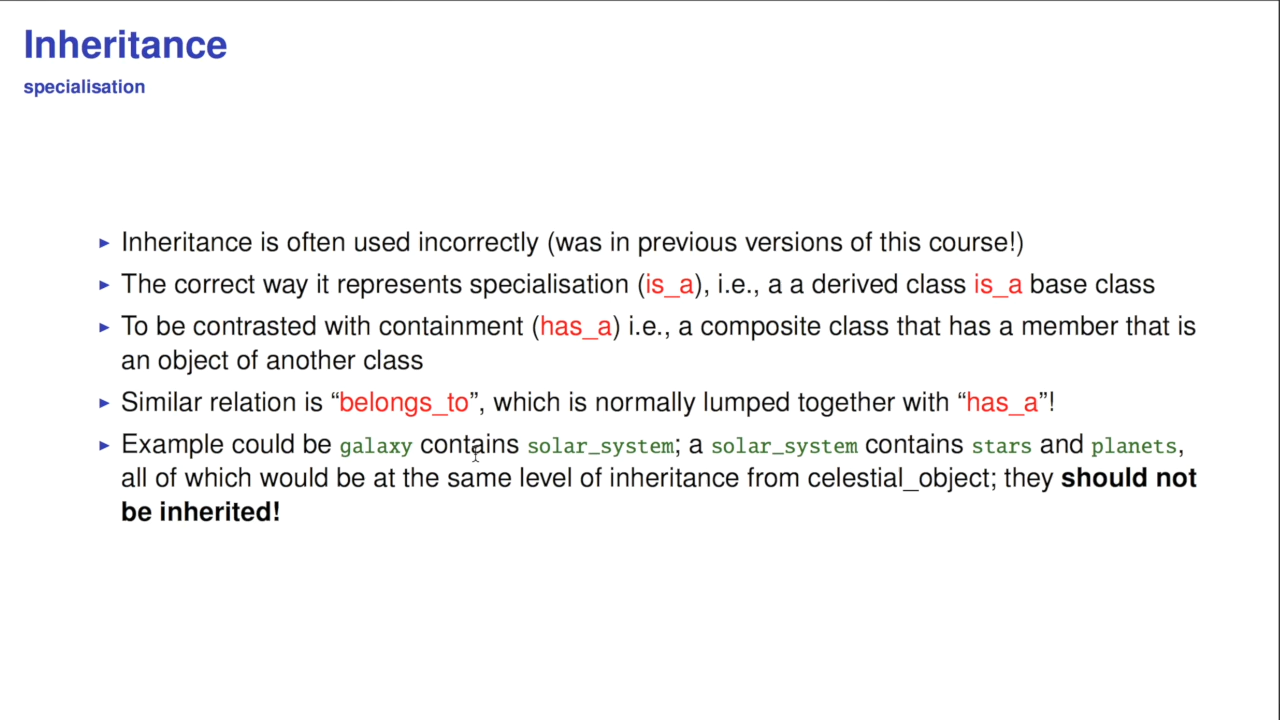 Inheritance
specialisation
▸ Inheritance is often used incorrectly (was in previous versions of this course!)
▸ The correct way it represents specialisation (is_a), i.e., a a derived class is_a base class
▸ To be contrasted with containment (has_a) i.e., a composite class that has a member that is
an object of another class
▸ Similar relation is “belongs_to”, which is normally lumped together with “has_a”!
▸ Example could be galaxy contains solar_system; a solar_system contains stars and planets,
all of which would be at the same level of inheritance from celestial_object; they should not
be inherited!